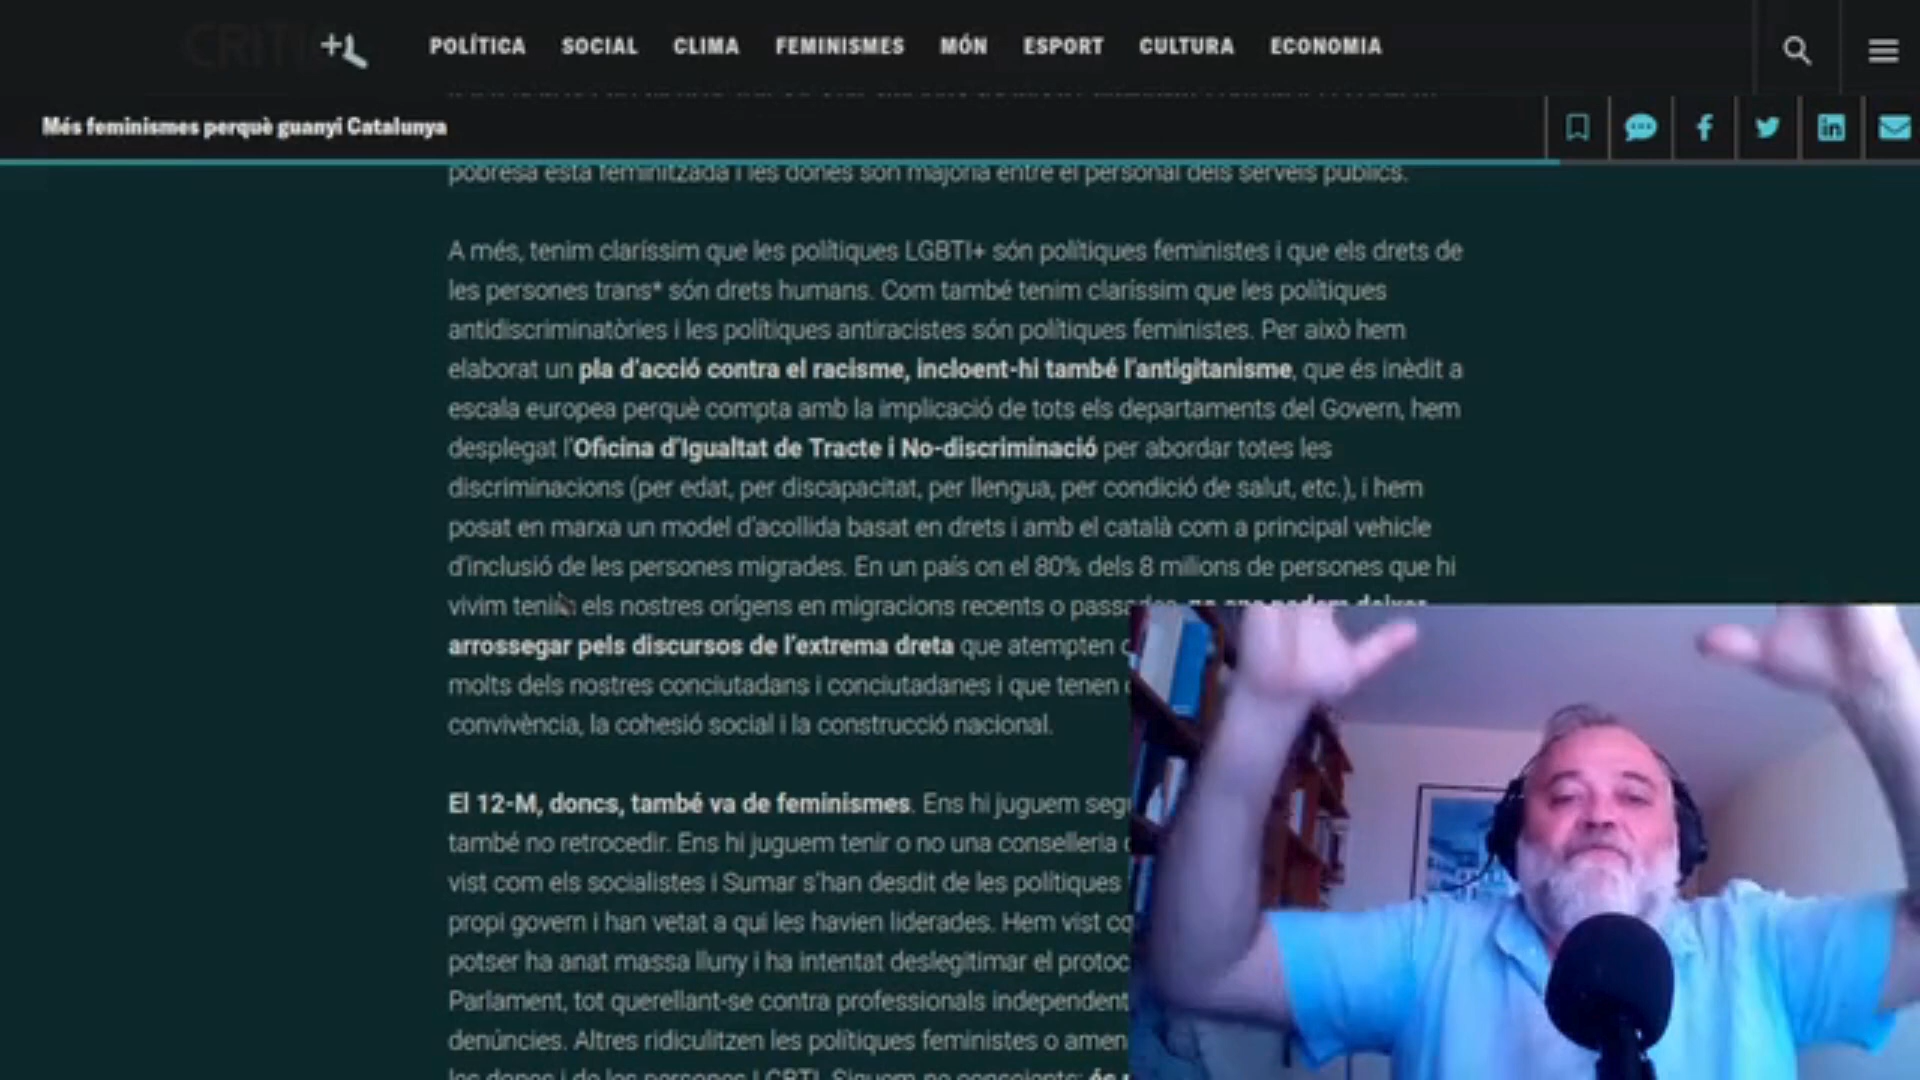 CRÍTIC
POLÍTICA SOCIAL CLIMA FEMINISMES MÓN ESPORT CULTURA ECONOMIA
Més feminismes perquè guanyi Catalunya
pobresa està feminitzada i les dones són majoria entre el personal dels serveis públics.
A més, tenim claríssim que les polítiques LGBTI+ són polítiques feministes i que els drets de
les persones trans* són drets humans. Com també tenim claríssim que les polítiques
antidiscriminatòries i les polítiques antiracistes són polítiques feministes. Per això hem
elaborat un pla d’acció contra el racisme, incloent-hi també l’antigitanisme, que és inèdit a
escala europea perquè compta amb la implicació de tots els departaments del Govern, hem
desplegat l’Oficina d’Igualtat de Tracte i No-discriminació per abordar totes les
discriminacions (per edat, per discapacitat, per llengua, per condició de salut, etc.), i hem
posat en marxa un model d’acollida basat en drets i amb el català com a principal vehicle
d’inclusió de les persones migrades. En un país on el 80% dels 8 milions de persones que hi
vivim tenim els nostres orígens en migracions recents o
arrossegar pels discursos de l’extrema dreta que atempten
molts dels nostres conciutadans i conciutadanes i que tenen
convivència, la cohesió social i la construcció nacional.
El 12-M, doncs, també va de feminismes. Ens hi juguem
també no retrocedir. Ens hi juguem tenir o no una conselleria
vist com els socialistes i Sumar s’han desdit de les polítiques
propi govern i han vetat a qui les havien liderades. Hem vist
potser ha anat massa lluny i ha intentat deslegitimar el
Parlament, tot querellant-se contra professionals
denúncies. Altres ridiculitzen les polítiques feministes o
les dones i de les persones LGBTI. Siguem-ne conscients: